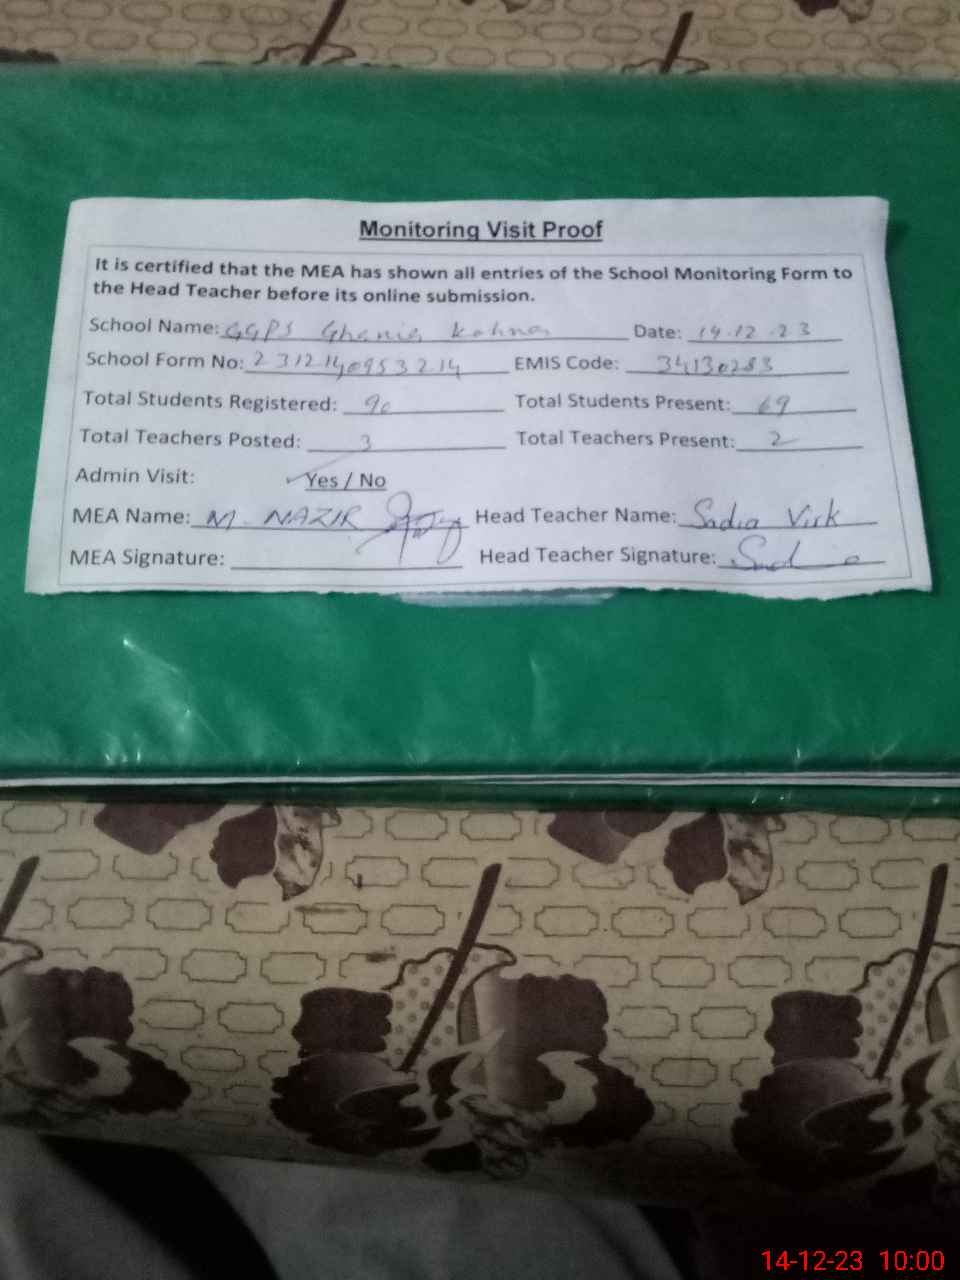 Monitoring Visit Proof
It is certified that the MEA has shown all entries of the School Monitoring Form to
the Head Teacher before its online submission.
School Name: GGPS Ghania Kohna Date: 14.12.23
School Form No: EMIS Code: 34130283
Total Students Registered: 90 Total Students Present: 69
Total Teachers Posted: 3 Total Teachers Present: 2
Admin Visit: Yes / No
MEA Name: M. NAZIR Head Teacher Name: Sadia Virk
MEA Signature: Head Teacher Signature:
14-12-23 10:00